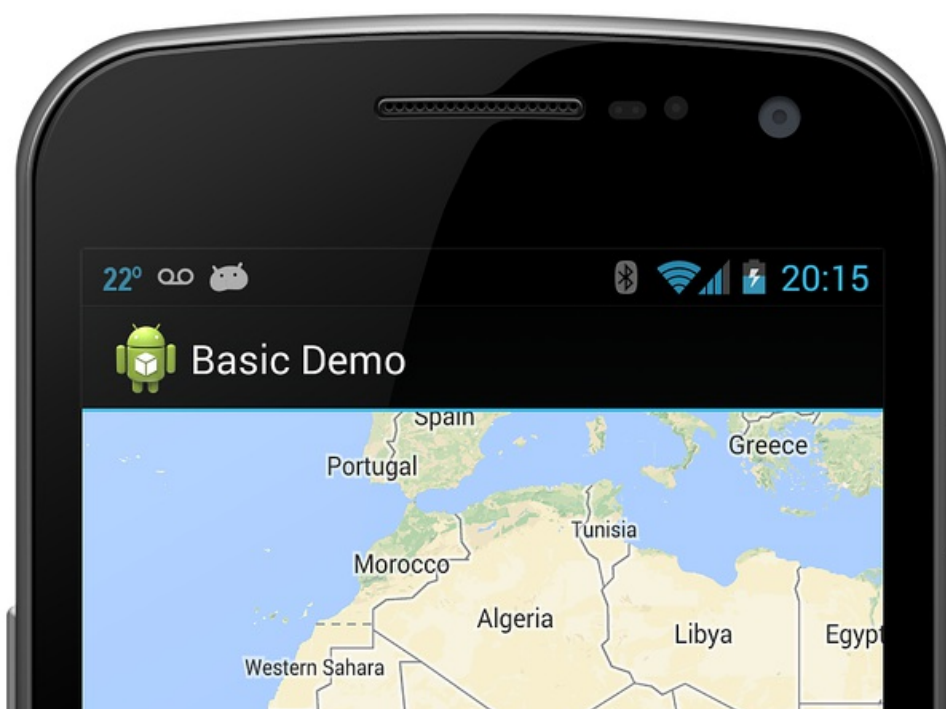 22° 20:15
Basic Demo
Spain
Greece
Portugal
Tunisia
Morocco
Algeria
Libya
Egypt
Western Sahara